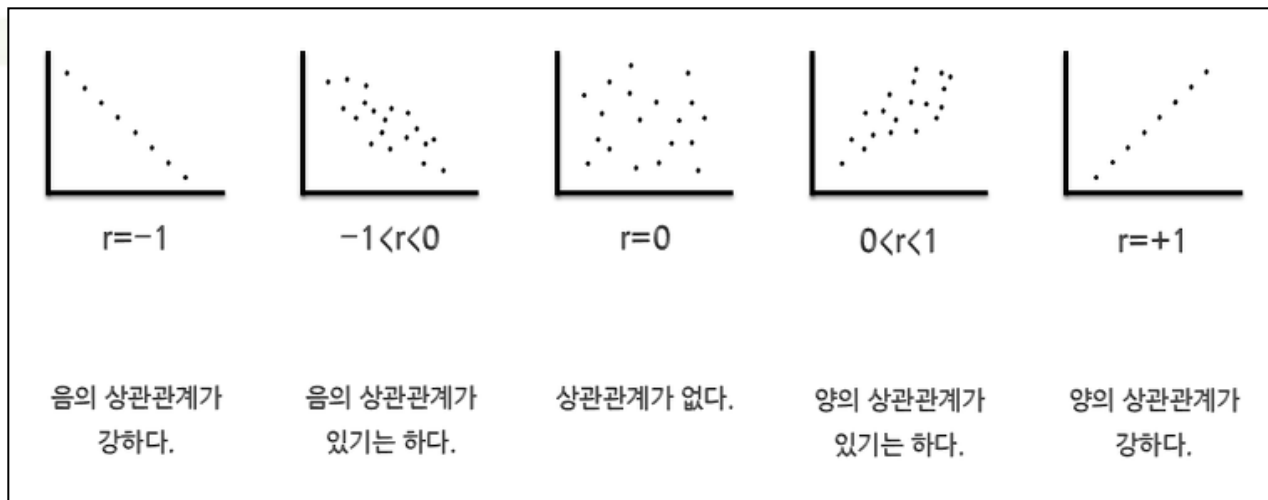 r=-1
-1<r<0
r=0
0<r<1
r=+1
음의 상관관계가
강하다.
음의 상관관계가
있기는 하다.
상관관계가 없다.
양의 상관관계가
있기는 하다.
양의 상관관계가
강하다.